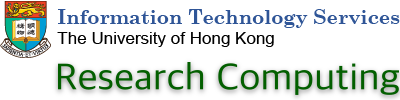 Information Technology Services
The University of Hong Kong
Research Computing